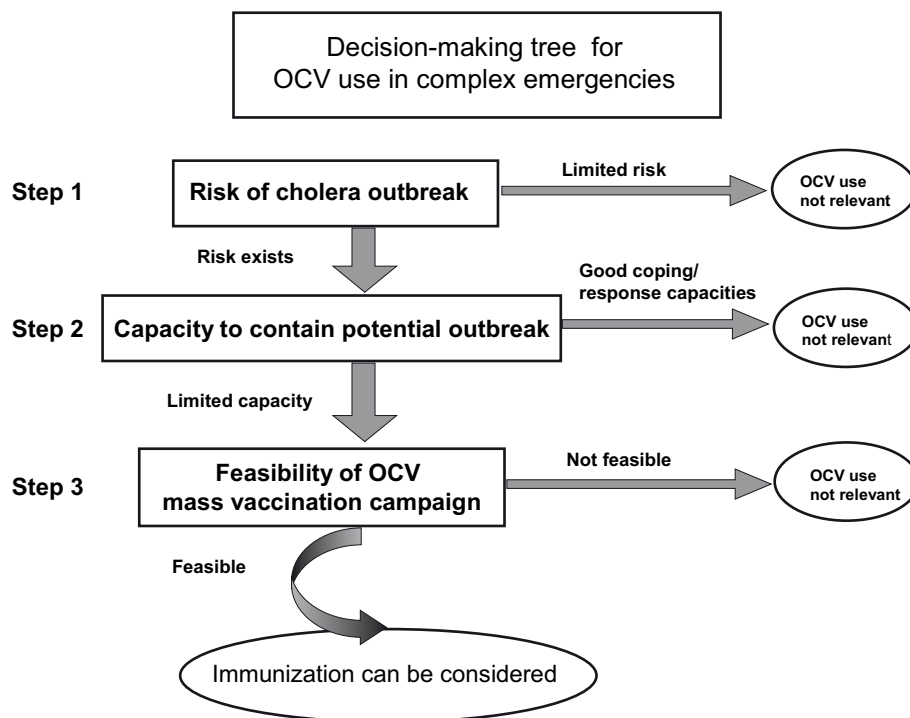 Decision-making tree for
OCV use in complex emergencies
Step 1
Risk of cholera outbreak
Limited risk
OCV use
not relevant
Risk exists
Step 2
Capacity to contain potential outbreak
Good coping/
response capacities
OCV use
not relevant
Limited capacity
Step 3
Feasibility of OCV
mass vaccination campaign
Not feasible
OCV use
not relevant
Feasible
Immunization can be considered